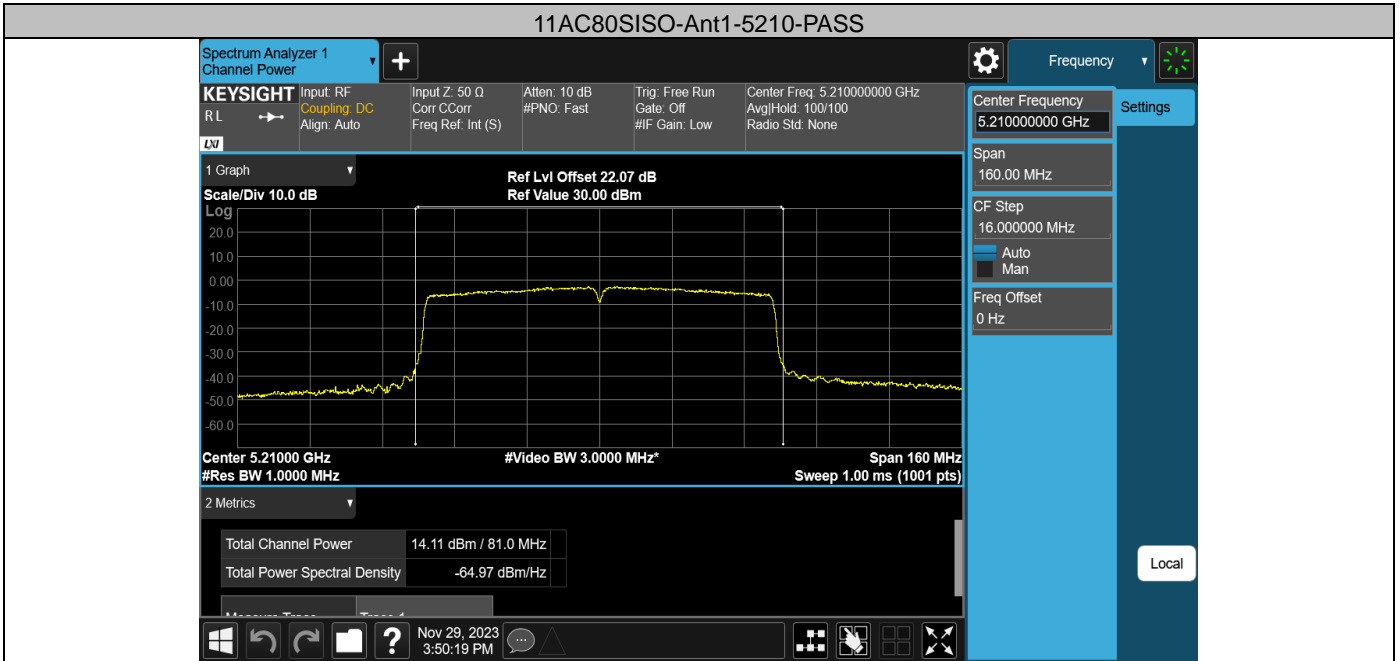 11AC80SISO-Ant1-5210-PASS
Spectrum Analyzer 1
Channel Power
Frequency
KEYSIGHT
RL
LXI
Input: RF
Coupling: DC
Align: Auto
Input Z: 50 Ω
Corr CCorr
Freq Ref: Int (S)
Atten: 10 dB
#PNO: Fast
Trig: Free Run
Gate: Off
#IF Gain: Low
Center Freq: 5.210000000 GHz
Avg|Hold: 100/100
Radio Std: None
Center Frequency
5.210000000 GHz
Settings
Span
160.00 MHz
CF Step
16.000000 MHz
Auto
Man
Freq Offset
0 Hz
1 Graph
Scale/Div 10.0 dB
Ref Lvl Offset 22.07 dB
Ref Value 30.00 dBm
Log
20.0
10.0
0.00
-10.0
-20.0
-30.0
-40.0
-50.0
-60.0
Center 5.21000 GHz
#Video BW 3.0000 MHz*
Span 160 MHz
#Res BW 1.0000 MHz
Sweep 1.00 ms (1001 pts)
2 Metrics
Total Channel Power 14.11 dBm / 81.0 MHz
Total Power Spectral Density -64.97 dBm/Hz
Local
?
Nov 29, 2023
3:50:19 PM